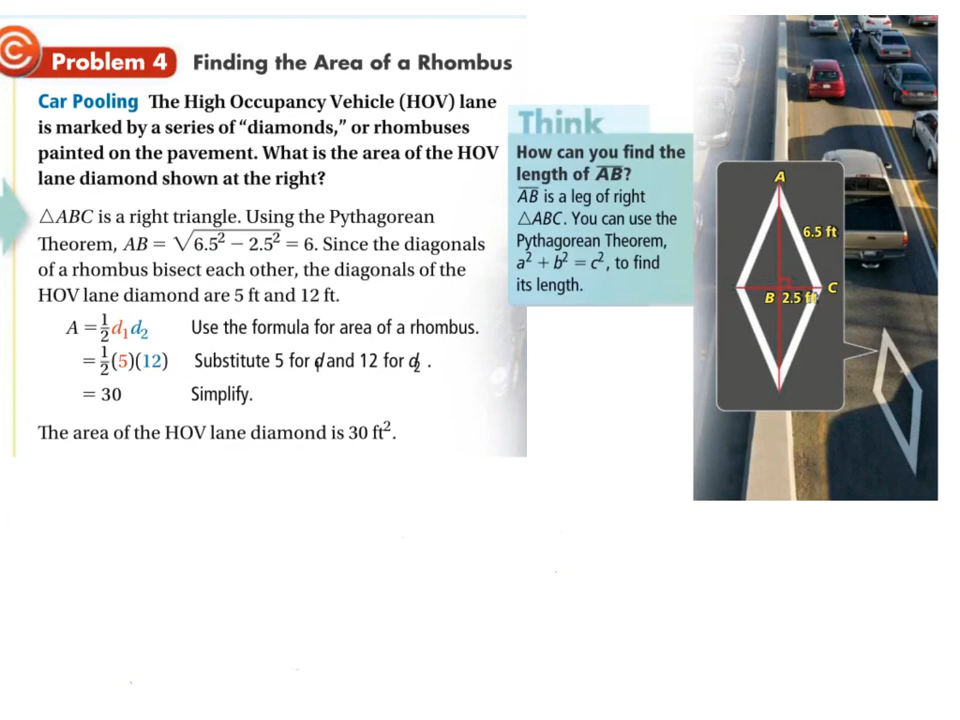 C
Problem 4 Finding the Area of a Rhombus
Car Pooling The High Occupancy Vehicle (HOV) lane
is marked by a series of “diamonds,” or rhombuses
painted on the pavement. What is the area of the HOV
lane diamond shown at the right?
△ABC is a right triangle. Using the Pythagorean
Theorem, AB = √6.5² − 2.5² = 6. Since the diagonals
of a rhombus bisect each other, the diagonals of the
HOV lane diamond are 5 ft and 12 ft.
A = ½d₁d₂ Use the formula for area of a rhombus.
= ½(5)(12) Substitute 5 for d and 12 for d₂ .
= 30 Simplify.
The area of the HOV lane diamond is 30 ft².
Think
How can you find the
length of A̅B̅?
A̅B̅ is a leg of right
△ABC. You can use the
Pythagorean Theorem,
a² + b² = c², to find
its length.
A
6.5 ft
B 2.5 ft C